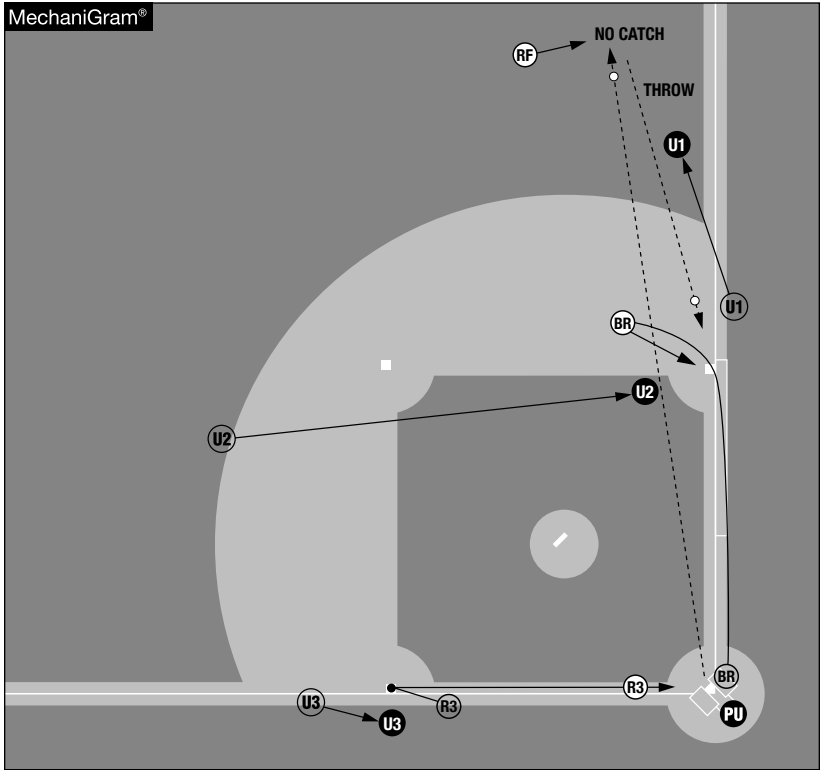 MechaniGram®
NO CATCH
RF
THROW
U1
U1
BR
U2
U2
R3
BR
U3
U3
R3
PU